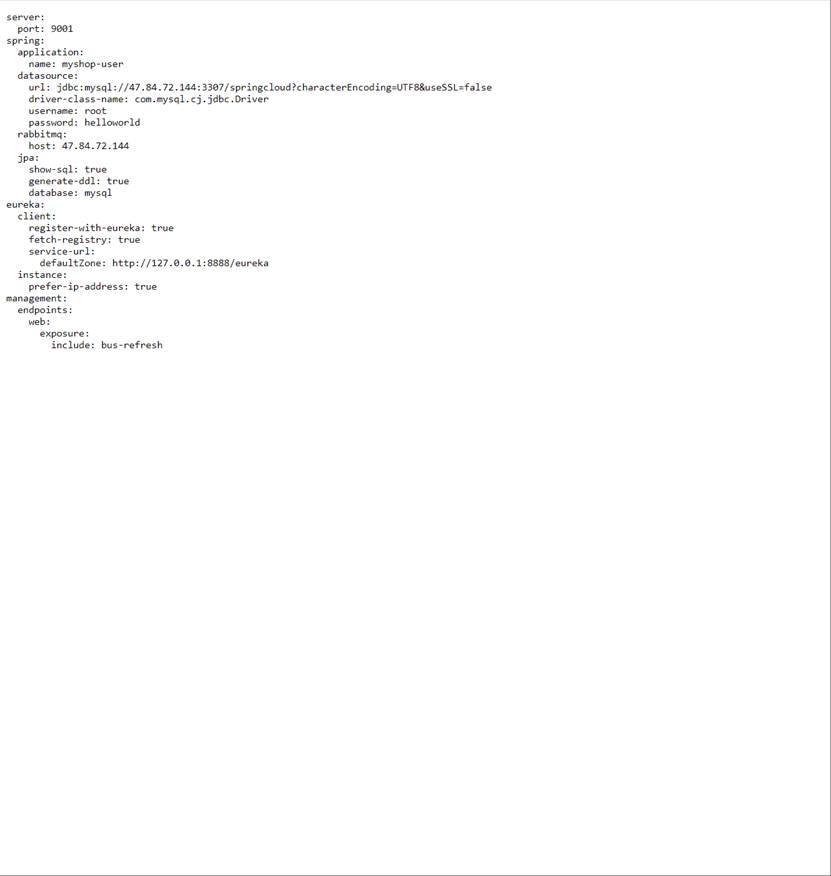 server:
  port: 9001
spring:
  application:
    name: myshop-user
  datasource:
    url: jdbc:mysql://47.84.72.144:3307/springcloud?characterEncoding=UTF8&useSSL=false
    driver-class-name: com.mysql.cj.jdbc.Driver
    username: root
    password: helloworld
  rabbitmq:
    host: 47.84.72.144
  jpa:
    show-sql: true
    generate-ddl: true
    database: mysql
eureka:
  client:
    register-with-eureka: true
    fetch-registry: true
    service-url:
      defaultZone: http://127.0.0.1:8888/eureka
  instance:
    prefer-ip-address: true
management:
  endpoints:
    web:
      exposure:
        include: bus-refresh